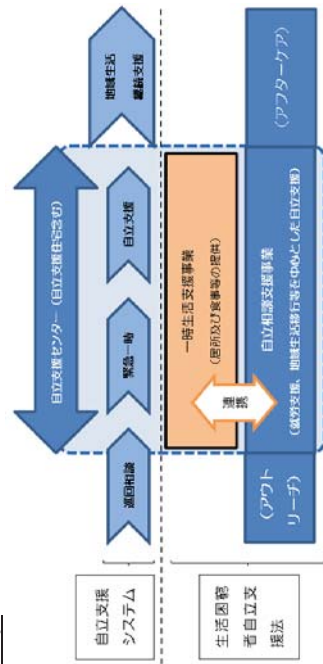 自立支援
システム
自立支援センター（自立支援住宅含む）
巡回相談
緊急一時
自立支援
地域生活
継続支援
生活困窮
者自立支
援法
一時生活支援事業
（居所及び食事等の提供）
連携
（アウト
リーチ）
自立相談支援事業
（就労支援、地域生活移行等を中心とした自立支援）
（アフターケア）